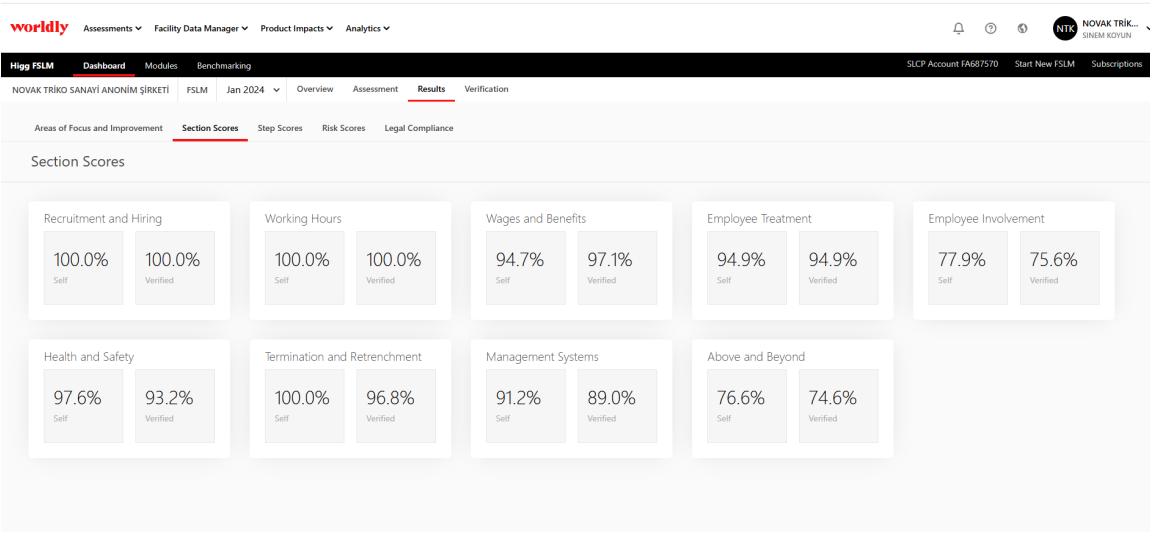 worldly Assessments Facility Data Manager Product Impacts Analytics NTK NOVAK TRİK...
SINEM KOYUN
Higg FSLM Dashboard Modules Benchmarking SLCP Account FA687570 Start New FSLM Subscriptions
NOVAK TRİKO SANAYİ ANONİM ŞİRKETİ FSLM Jan 2024 Overview Assessment Results Verification
Areas of Focus and Improvement Section Scores Step Scores Risk Scores Legal Compliance
Section Scores
Recruitment and Hiring Working Hours Wages and Benefits Employee Treatment Employee Involvement
100.0% 100.0% 100.0% 100.0% 94.7% 97.1% 94.9% 94.9% 77.9% 75.6%
Self Verified Self Verified Self Verified Self Verified Self Verified
Health and Safety Termination and Retrenchment Management Systems Above and Beyond
97.6% 93.2% 100.0% 96.8% 91.2% 89.0% 76.6% 74.6%
Self Verified Self Verified Self Verified Self Verified